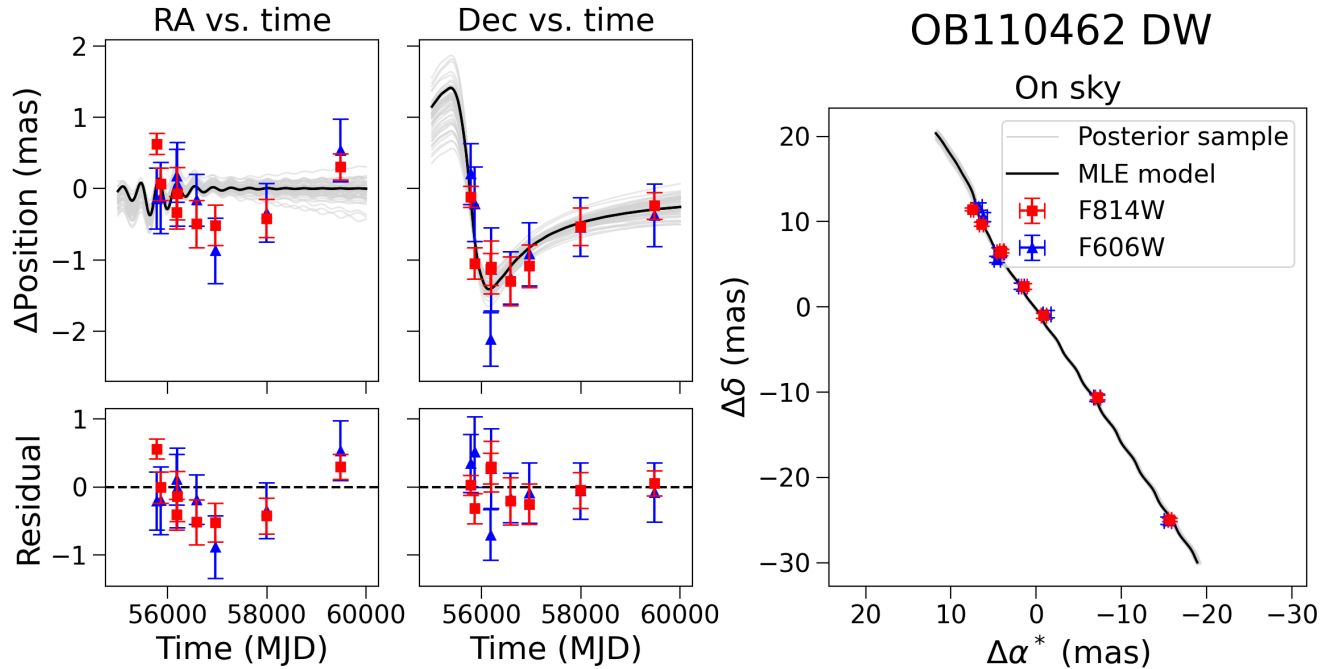 RA vs. time
Dec vs. time
OB110462 DW
ΔPosition (mas)
2
1
0
−1
−2
Residual
1
0
−1
56000
58000
60000
Time (MJD)
56000
58000
60000
Time (MJD)
On sky
Posterior sample
MLE model
F814W
F606W
Δδ (mas)
20
10
0
−10
−20
−30
20
10
0
−10
−20
−30
Δα* (mas)